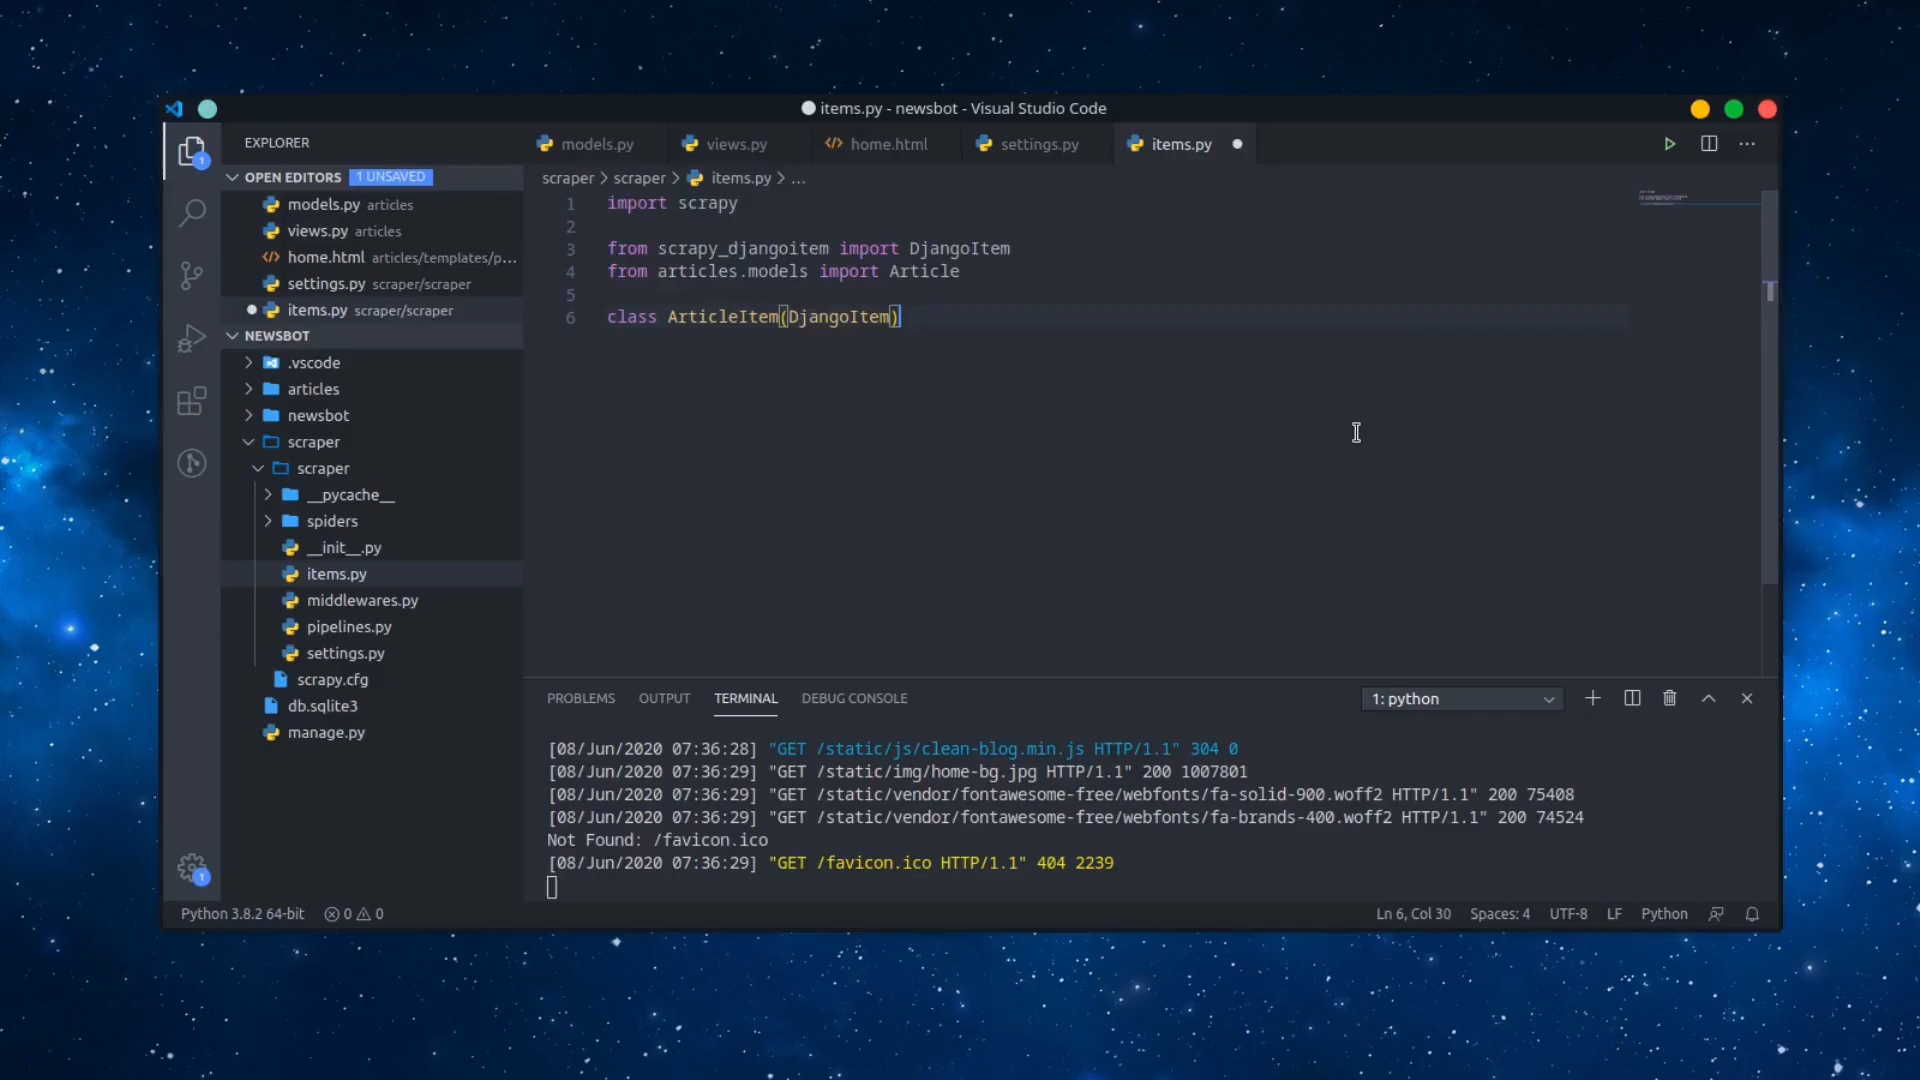 items.py - newsbot - Visual Studio Code
EXPLORER
models.py
views.py
home.html
settings.py
items.py
OPEN EDITORS 1 UNSAVED
models.py articles
views.py articles
home.html articles/templates/p...
settings.py scraper/scraper
items.py scraper/scraper
NEWSBOT
.vscode
articles
newsbot
scraper
scraper
__pycache__
spiders
__init__.py
items.py
middlewares.py
pipelines.py
settings.py
scrapy.cfg
db.sqlite3
manage.py
scraper > scraper > items.py > ...
1 import scrapy
2
3 from scrapy_djangoitem import DjangoItem
4 from articles.models import Article
5
6 class ArticleItem(DjangoItem)
PROBLEMS OUTPUT TERMINAL DEBUG CONSOLE 1: python
[08/Jun/2020 07:36:28] "GET /static/js/clean-blog.min.js HTTP/1.1" 304 0
[08/Jun/2020 07:36:29] "GET /static/img/home-bg.jpg HTTP/1.1" 200 1007801
[08/Jun/2020 07:36:29] "GET /static/vendor/fontawesome-free/webfonts/fa-solid-900.woff2 HTTP/1.1" 200 75408
[08/Jun/2020 07:36:29] "GET /static/vendor/fontawesome-free/webfonts/fa-brands-400.woff2 HTTP/1.1" 200 74524
Not Found: /favicon.ico
[08/Jun/2020 07:36:29] "GET /favicon.ico HTTP/1.1" 404 2239
1
1
Python 3.8.2 64-bit 0 0 Ln 6, Col 30 Spaces: 4 UTF-8 LF Python